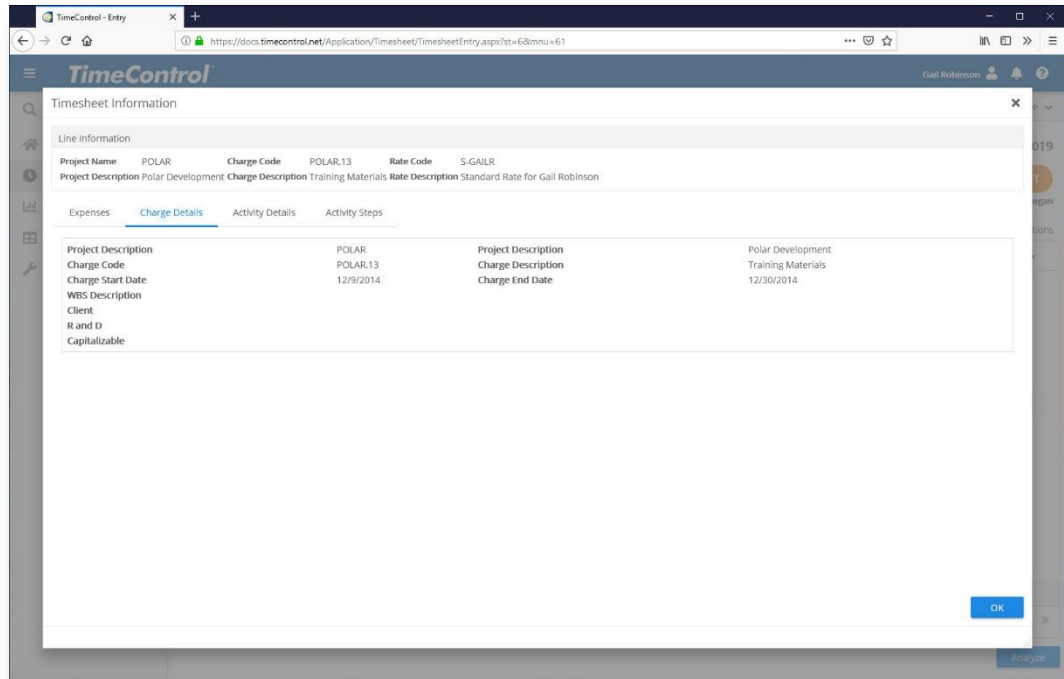 TimeControl - Entry
https://docs.timecontrol.net/Application/Timesheet/TimesheetEntry.aspx?st=6&mnu=61
TimeControl
Gail Robinson
Timesheet Information
Line Information
Project Name POLAR Charge Code POLAR.13 Rate Code S-GAILR
Project Description Polar Development Charge Description Training Materials Rate Description Standard Rate for Gail Robinson
Expenses Charge Details Activity Details Activity Steps
Project Description POLAR Project Description Polar Development
Charge Code POLAR.13 Charge Description Training Materials
Charge Start Date 12/9/2014 Charge End Date 12/30/2014
WBS Description
Client
R and D
Capitalizable
OK
Analyze
019